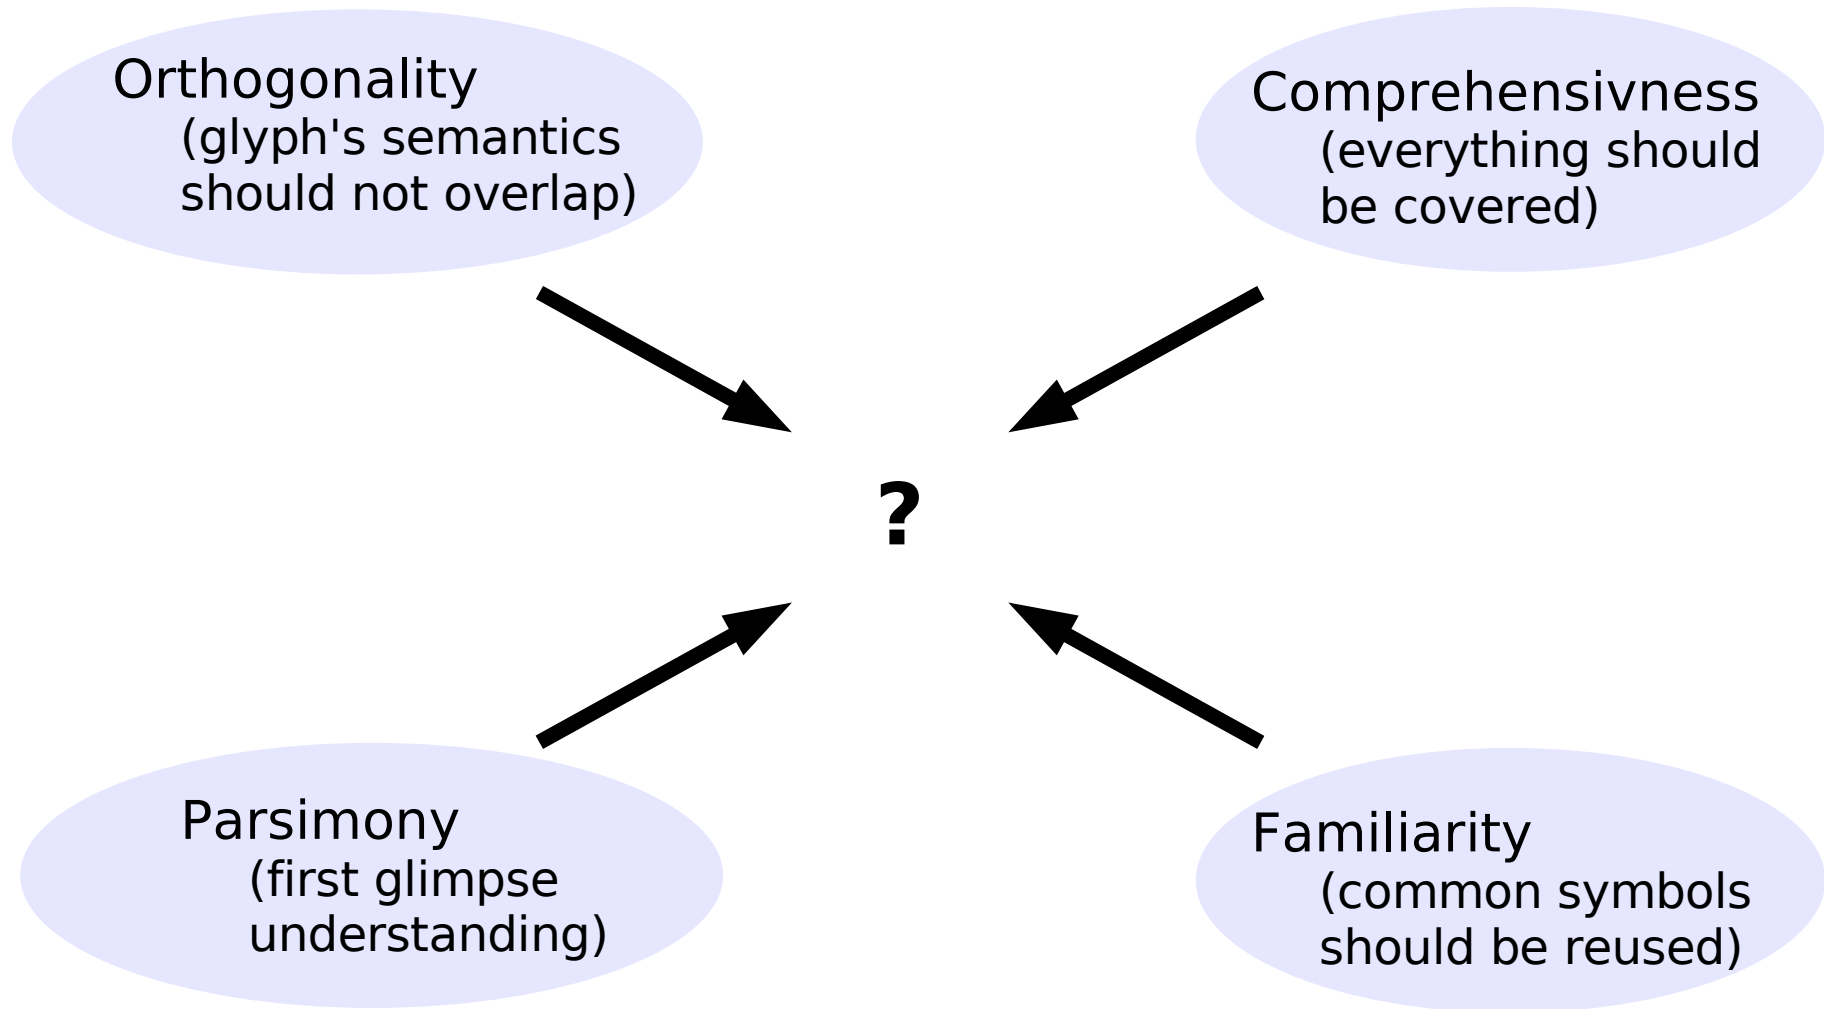 Orthogonality
(glyph's semantics
should not overlap)
Comprehensivness
(everything should
be covered)
?
Parsimony
(first glimpse
understanding)
Familiarity
(common symbols
should be reused)